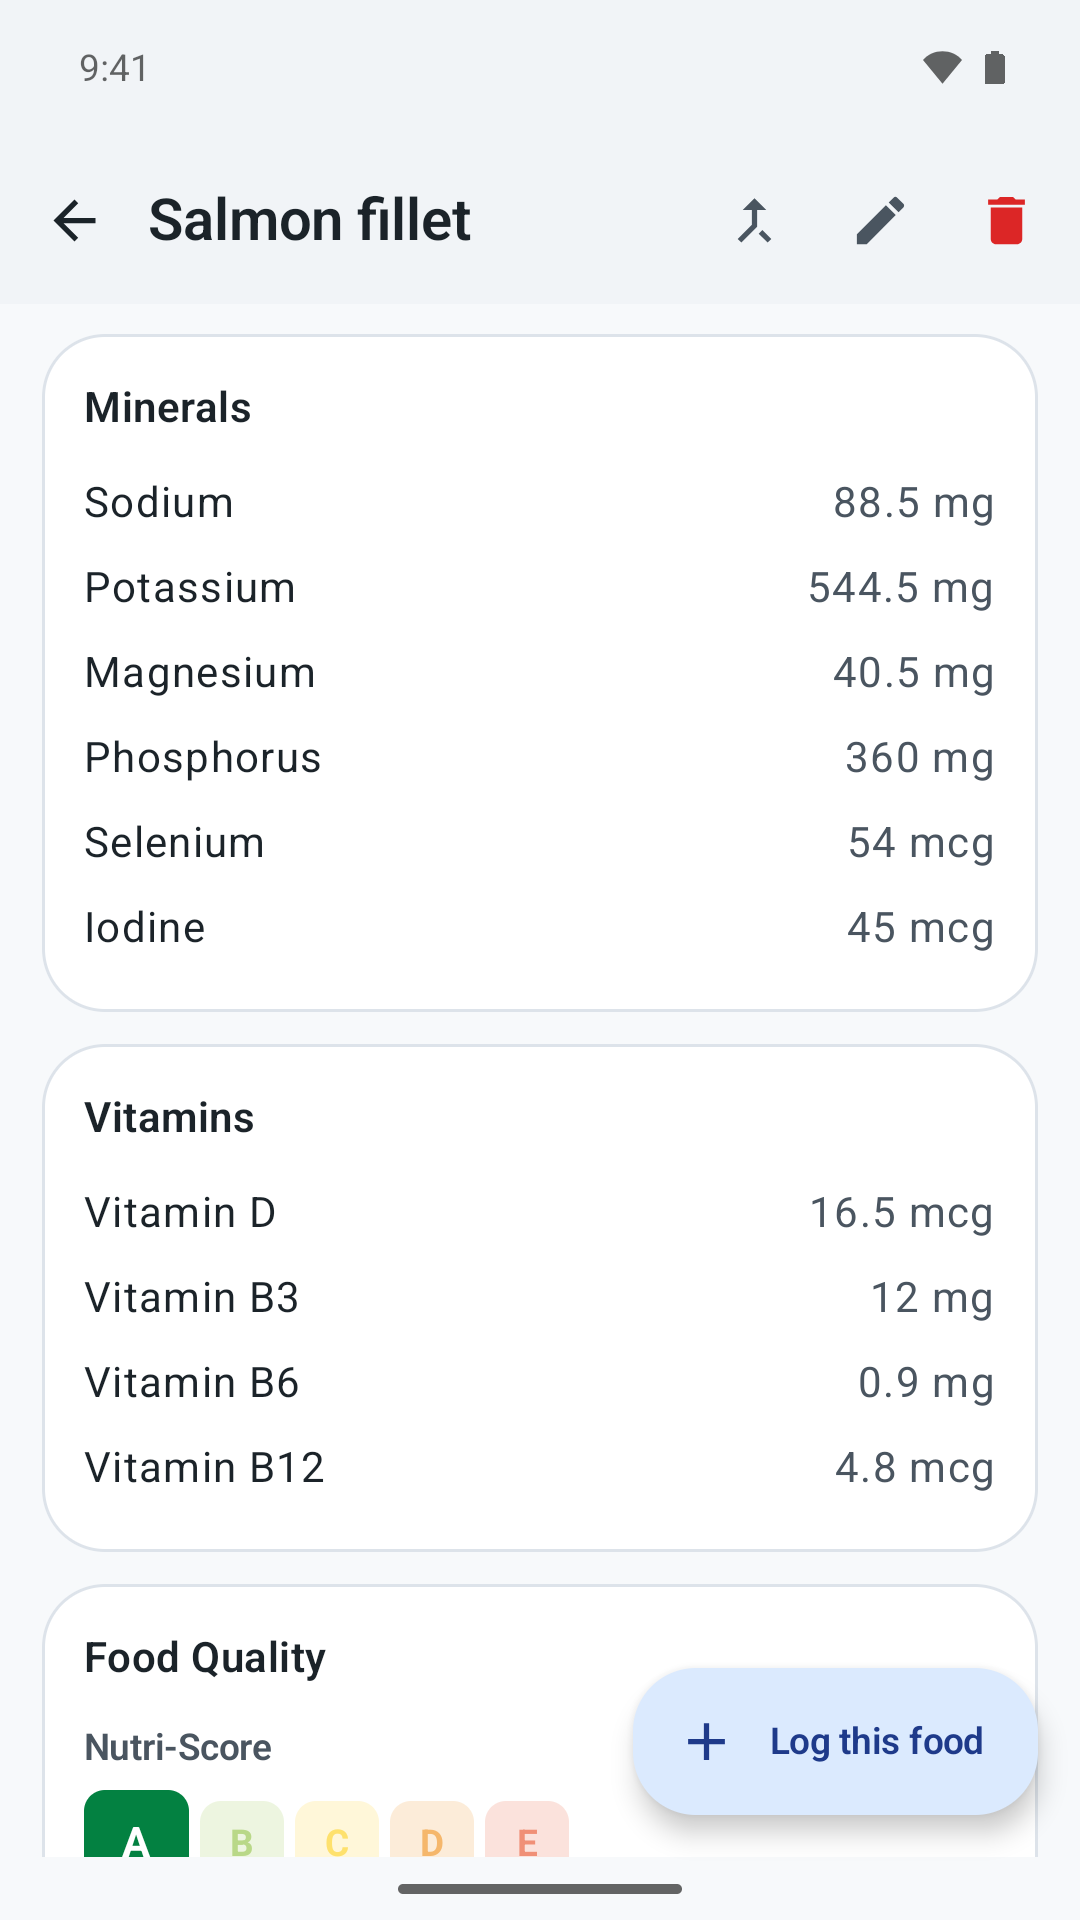 9:41
Salmon fillet
Minerals
Sodium 88.5 mg
Potassium 544.5 mg
Magnesium 40.5 mg
Phosphorus 360 mg
Selenium 54 mcg
Iodine 45 mcg
Vitamins
Vitamin D 16.5 mcg
Vitamin B3 12 mg
Vitamin B6 0.9 mg
Vitamin B12 4.8 mcg
Food Quality
Nutri-Score
Log this food
A B C D E